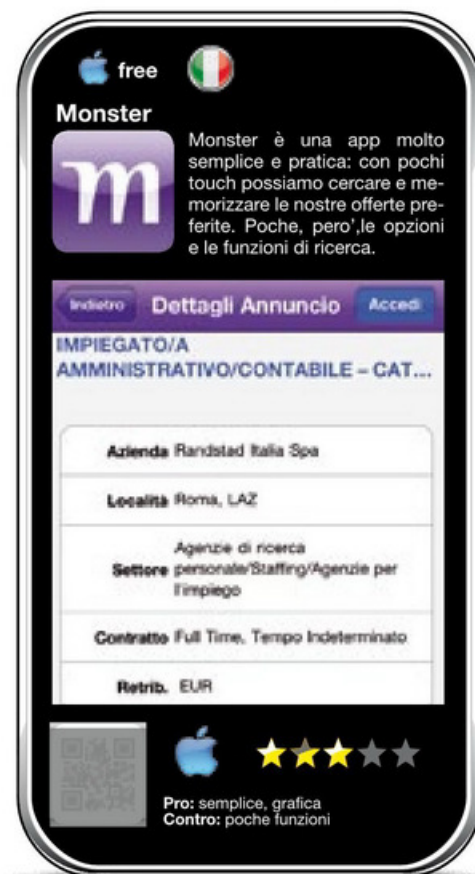 free
Monster
m
Monster è una app molto
semplice e pratica: con pochi
touch possiamo cercare e me-
morizzare le nostre offerte pre-
ferite. Poche, pero',le opzioni
e le funzioni di ricerca.
Indietro Dettagli Annuncio Accedi
IMPIEGATO/A
AMMINISTRATIVO/CONTABILE – CAT...
Azienda Randstad Italia Spa
Località Roma, LAZ
Agenzie di ricerca
Settore personale/Staffing/Agenzie per
l'impiego
Contratto Full Time, Tempo Indeterminato
Retrib. EUR
Pro: semplice, grafica
Contro: poche funzioni